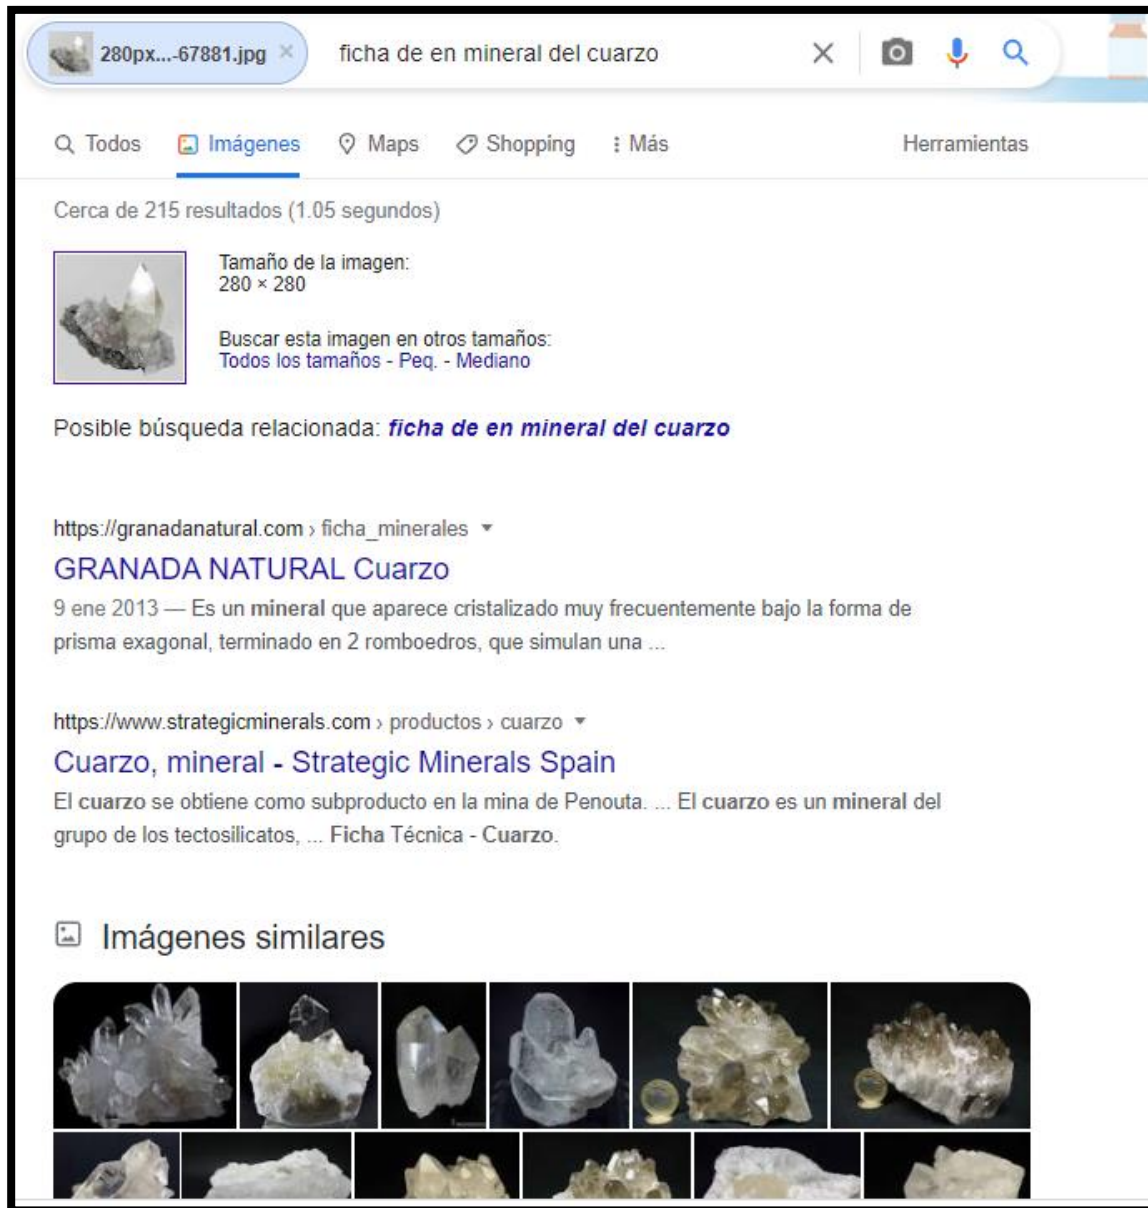 280px...-67881.jpg × ficha de en mineral del cuarzo
Todos Imágenes Maps Shopping Más Herramientas
Cerca de 215 resultados (1.05 segundos)
Tamaño de la imagen:
280 × 280
Buscar esta imagen en otros tamaños:
Todos los tamaños - Peq. - Mediano
Posible búsqueda relacionada: ficha de en mineral del cuarzo
https://granadanatural.com › ficha_minerales
GRANADA NATURAL Cuarzo
9 ene 2013 — Es un mineral que aparece cristalizado muy frecuentemente bajo la forma de
prisma exagonal, terminado en 2 romboedros, que simulan una ...
https://www.strategicminerals.com › productos › cuarzo
Cuarzo, mineral - Strategic Minerals Spain
El cuarzo se obtiene como subproducto en la mina de Penouta. ... El cuarzo es un mineral del
grupo de los tectosilicatos, ... Ficha Técnica - Cuarzo.
Imágenes similares